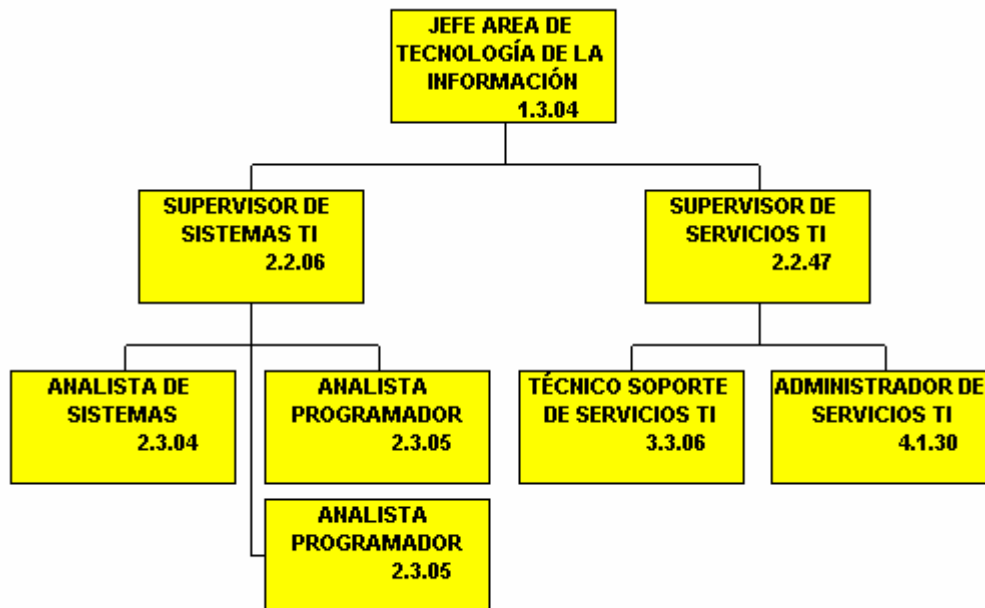 JEFE AREA DE
TECNOLOGÍA DE LA
INFORMACIÓN
1.3.04
SUPERVISOR DE
SISTEMAS TI
2.2.06
SUPERVISOR DE
SERVICIOS TI
2.2.47
ANALISTA DE
SISTEMAS
2.3.04
ANALISTA
PROGRAMADOR
2.3.05
TÉCNICO SOPORTE
DE SERVICIOS TI
3.3.06
ADMINISTRADOR DE
SERVICIOS TI
4.1.30
ANALISTA
PROGRAMADOR
2.3.05